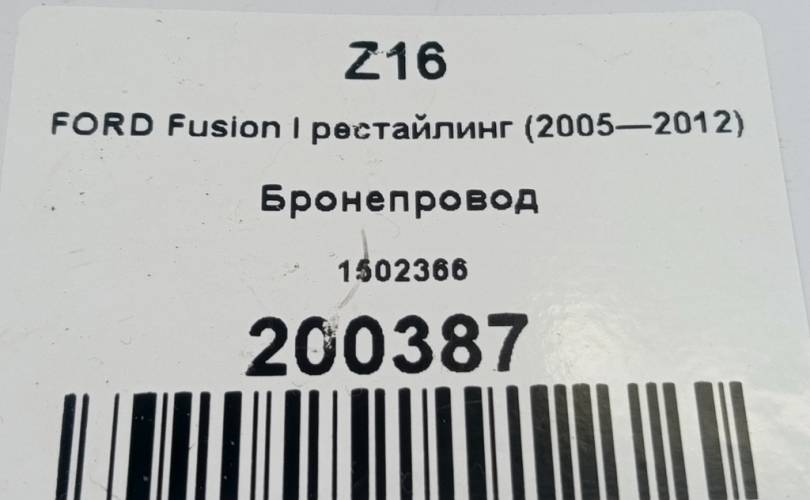 Z16
FORD Fusion I рестайлинг (2005—2012)
Бронепровод
1502366
200387